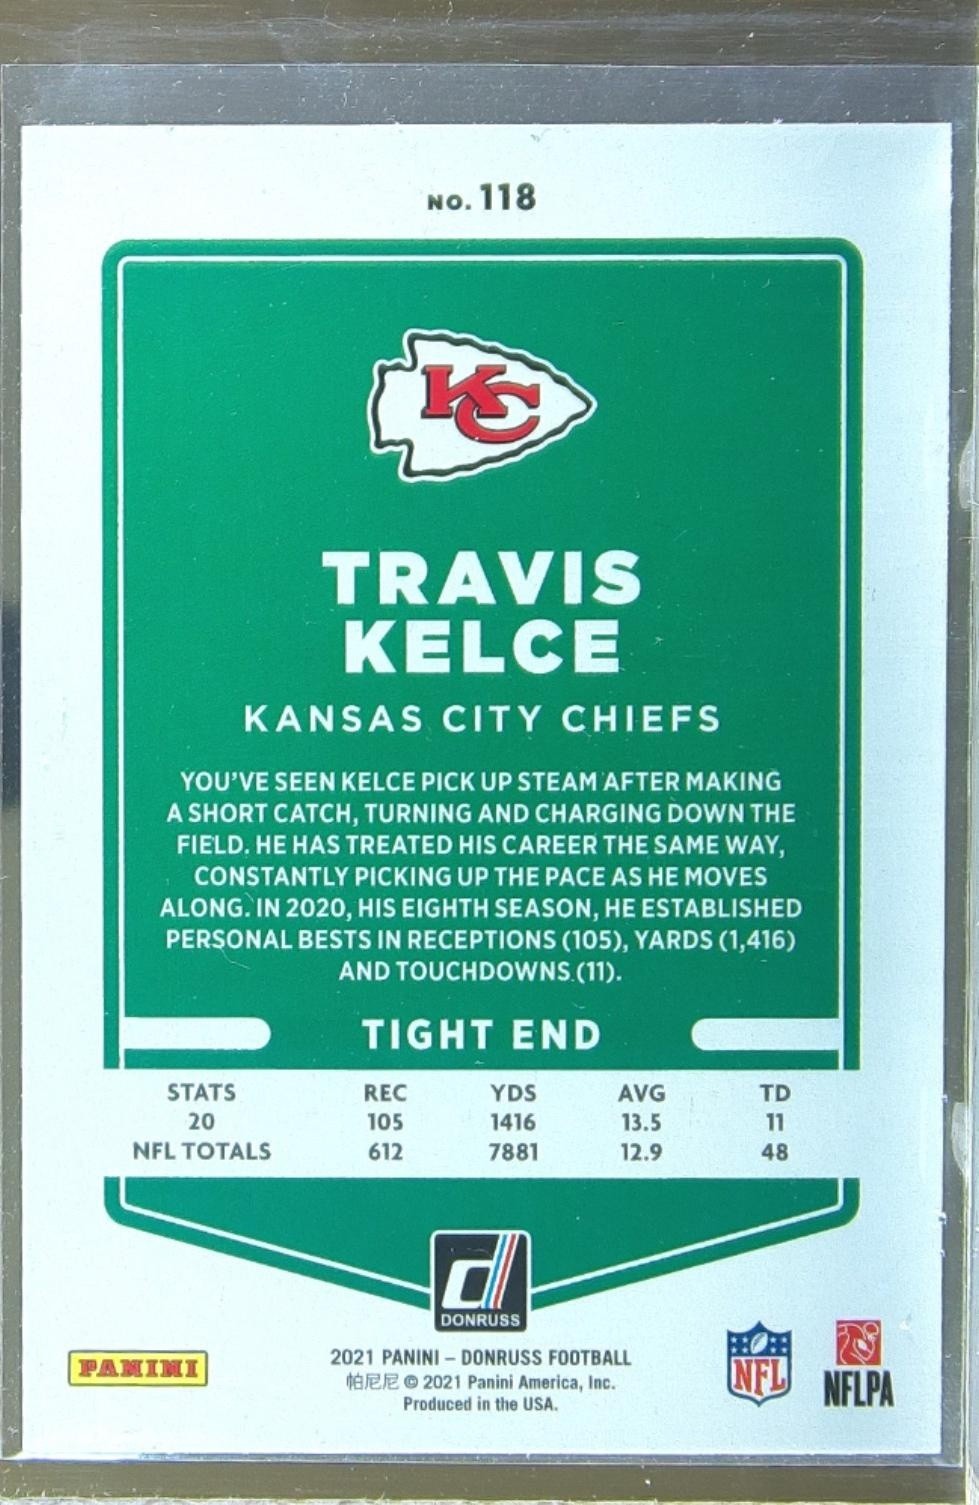 NO. 118
KC
TRAVIS
KELCE
KANSAS CITY CHIEFS
YOU'VE SEEN KELCE PICK UP STEAM AFTER MAKING
A SHORT CATCH, TURNING AND CHARGING DOWN THE
FIELD. HE HAS TREATED HIS CAREER THE SAME WAY,
CONSTANTLY PICKING UP THE PACE AS HE MOVES
ALONG. IN 2020, HIS EIGHTH SEASON, HE ESTABLISHED
PERSONAL BESTS IN RECEPTIONS (105), YARDS (1,416)
AND TOUCHDOWNS (11).
TIGHT END
STATS REC YDS AVG TD
20 105 1416 13.5 11
NFL TOTALS 612 7881 12.9 48
d
DONRUSS
PANINI
2021 PANINI – DONRUSS FOOTBALL
帕尼尼 © 2021 Panini America, Inc.
Produced in the USA.
NFL
NFLPA